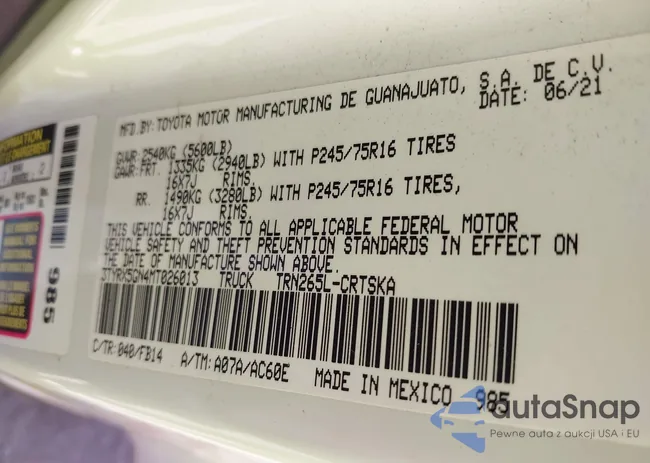 MFD.BY:TOYOTA MOTOR MANUFACTURING DE GUANAJUATO, S.A. DE C.V.
DATE: 06/21
GVWR:2540KG (5600LB)
GAWR:FRT. 1335KG (2940LB) WITH P245/75R16 TIRES
16X7J RIMS,
RR. 1490KG (3280LB) WITH P245/75R16 TIRES,
16X7J RIMS,
THIS VEHICLE CONFORMS TO ALL APPLICABLE FEDERAL MOTOR
VEHICLE SAFETY AND THEFT PREVENTION STANDARDS IN EFFECT ON
THE DATE OF MANUFACTURE SHOWN ABOVE.
3TYRX5GN4MT026013 TRUCK TRN265L-CRTSKA
C/TR:040/FB14 A/TM:A07A/AC60E MADE IN MEXICO 985
985
autaSnap
Pewne auta z aukcji USA i EU